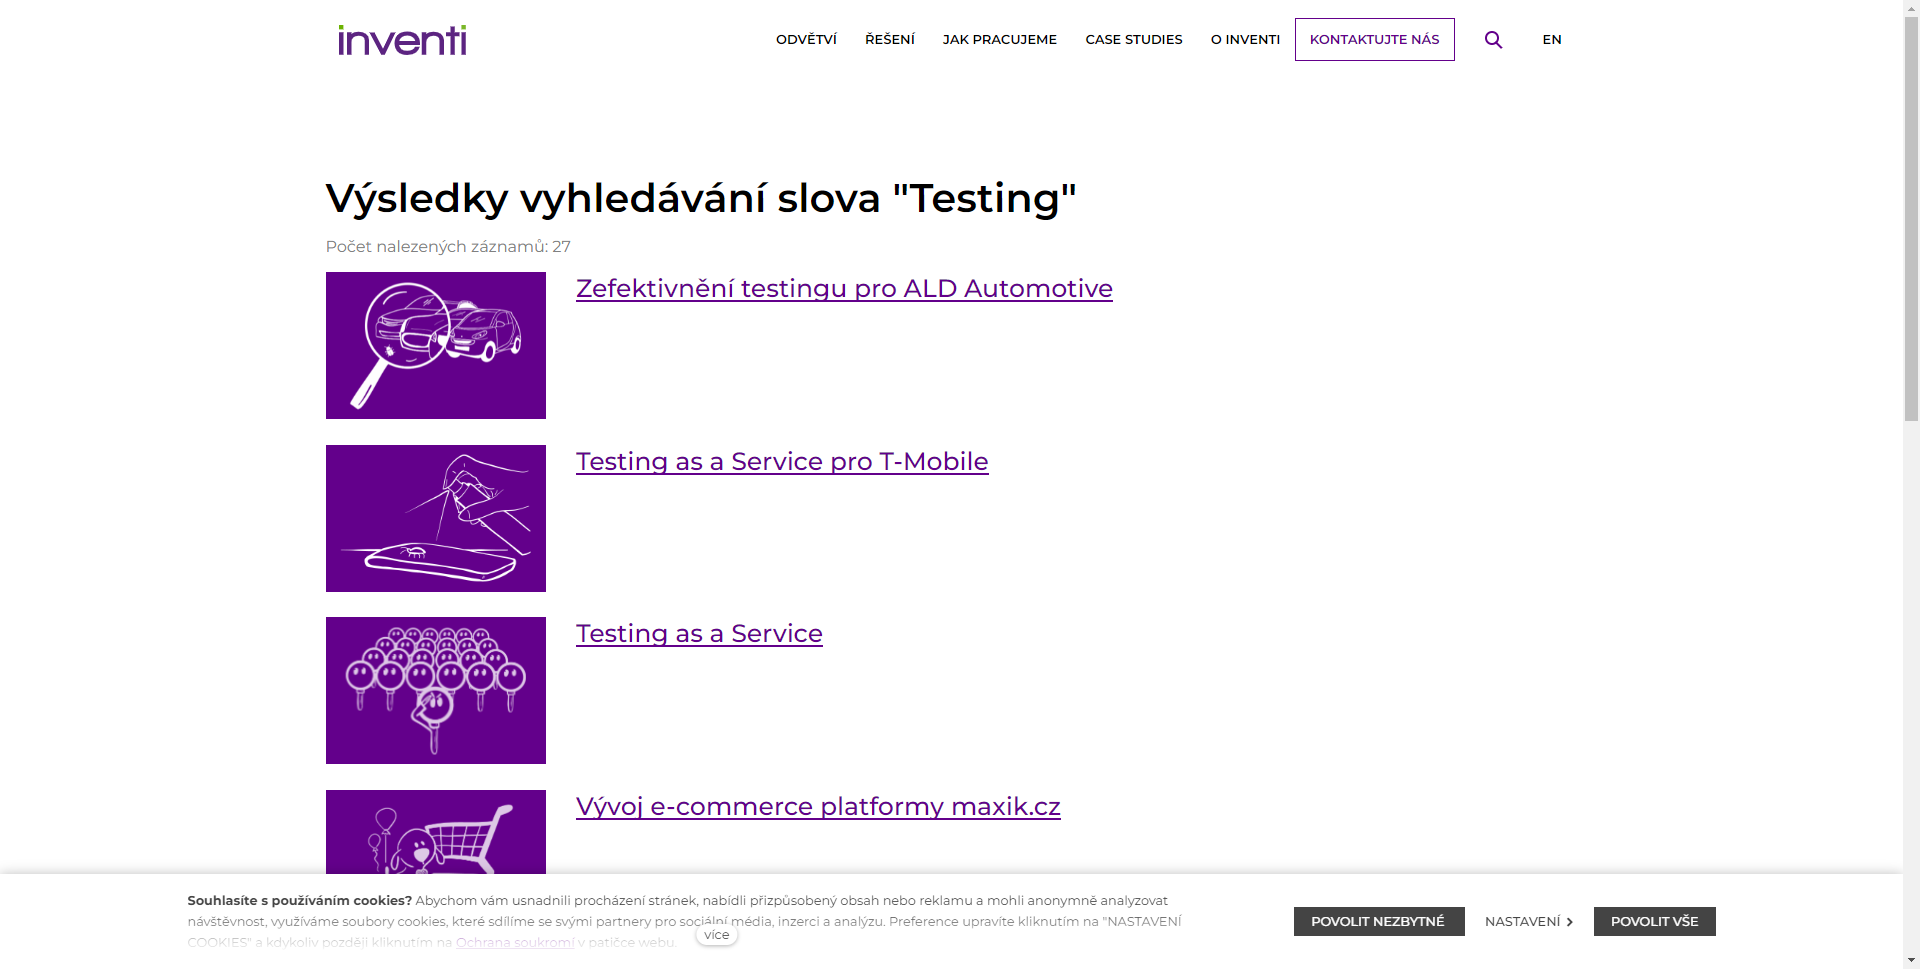 inventi
ODVĚTVÍ ŘEŠENÍ JAK PRACUJEME CASE STUDIES O INVENTI KONTAKTUJTE NÁS EN
Výsledky vyhledávání slova "Testing"
Počet nalezených záznamů: 27
Zefektivnění testingu pro ALD Automotive
Testing as a Service pro T-Mobile
Testing as a Service
Vývoj e-commerce platformy maxik.cz
Souhlasíte s používáním cookies? Abychom vám usnadnili procházení stránek, nabídli přizpůsobený obsah nebo reklamu a mohli anonymně analyzovat
návštěvnost, využíváme soubory cookies, které sdílíme se svými partnery pro sociální média, inzerci a analýzu. Preference upravíte kliknutím na "NASTAVENÍ
COOKIES" a kdykoliv později kliknutím na Ochrana soukromí v patičce webu.
více
POVOLIT NEZBYTNÉ NASTAVENÍ POVOLIT VŠE